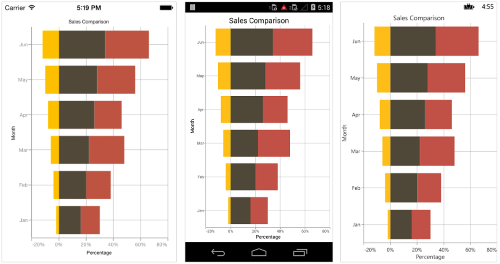 Carrier 5:19 PM
Sales Comparison
Jun
May
Apr
Mar
Feb
Jan
Month
-20% 0% 20% 40% 60% 80%
Percentage
5:18
Sales Comparison
Jun
May
Apr
Mar
Feb
Jan
Month
-20% 0% 20% 40% 60% 80%
Percentage
4:55
Sales Comparison
Jun
May
Apr
Mar
Feb
Jan
Month
-20% 0% 20% 40% 60% 80%
Percentage